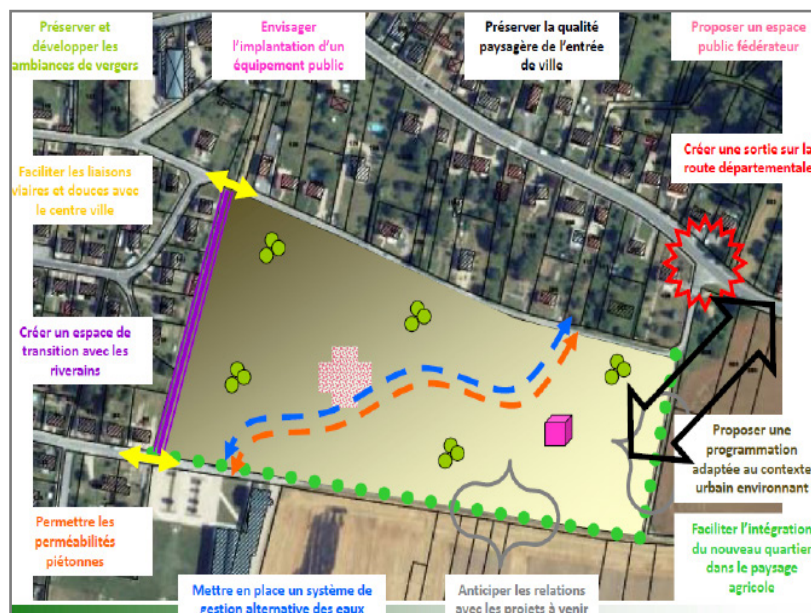 Préserver et
développer les
ambiances de vergers
Envisager
l'implantation d'un
équipement public
Préserver la qualité
paysagère de l'entrée
de ville
Proposer un espace
public fédérateur
Créer une sortie sur la
route départementale
Faciliter les liaisons
viaires et douces avec
le centre ville
Créer un espace de
transition avec les
riverains
Proposer une
programmation
adaptée au contexte
urbain environnant
Permettre les
perméabilités
piétonnes
Faciliter l'intégration
du nouveau quartier
dans le paysage
agricole
Mettre en place un système de
gestion alternative des eaux
Anticiper les relations
avec les projets à venir